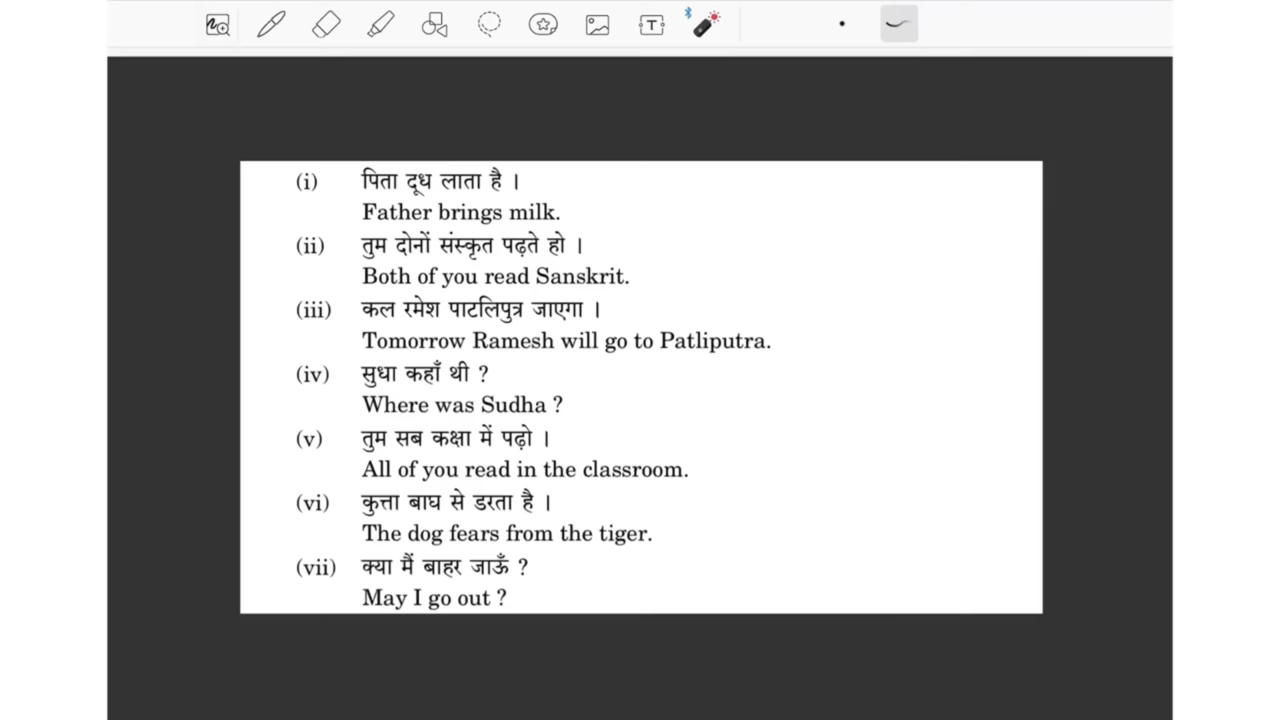 (i) पिता दूध लाता है ।
Father brings milk.
(ii) तुम दोनों संस्कृत पढ़ते हो ।
Both of you read Sanskrit.
(iii) कल रमेश पाटलिपुत्र जाएगा ।
Tomorrow Ramesh will go to Patliputra.
(iv) सुधा कहाँ थी ?
Where was Sudha ?
(v) तुम सब कक्षा में पढ़ो ।
All of you read in the classroom.
(vi) कुत्ता बाघ से डरता है ।
The dog fears from the tiger.
(vii) क्या मैं बाहर जाऊँ ?
May I go out ?